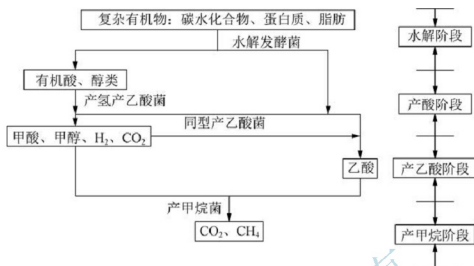 复杂有机物：碳水化合物、蛋白质、脂肪
水解发酵菌
水解阶段
有机酸、醇类
产氢产乙酸菌
产酸阶段
同型产乙酸菌
甲酸、甲醇、H₂、CO₂
乙酸
产乙酸阶段
产甲烷菌
CO₂、CH₄
产甲烷阶段